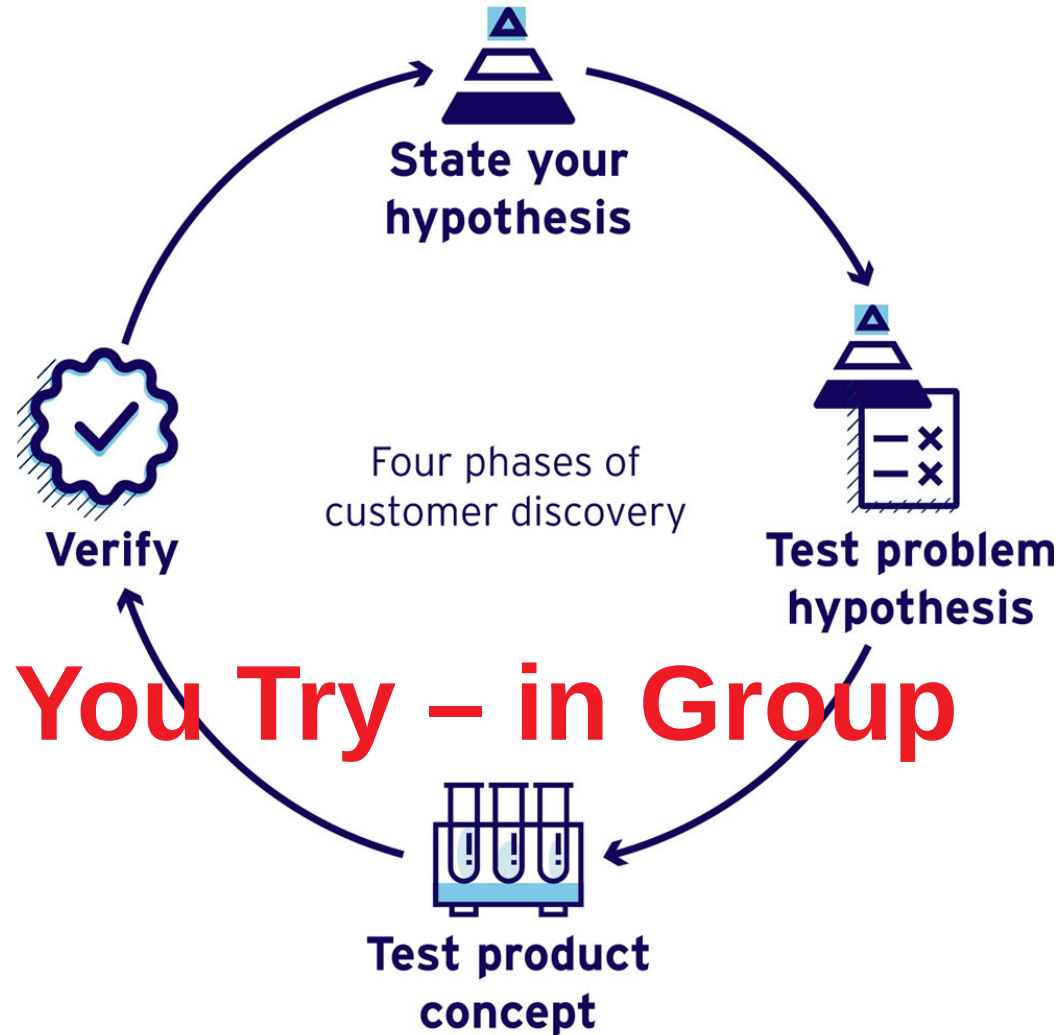 State your
hypothesis
Four phases of
customer discovery
Verify
Test problem
hypothesis
You Try – in Group
Test product
concept